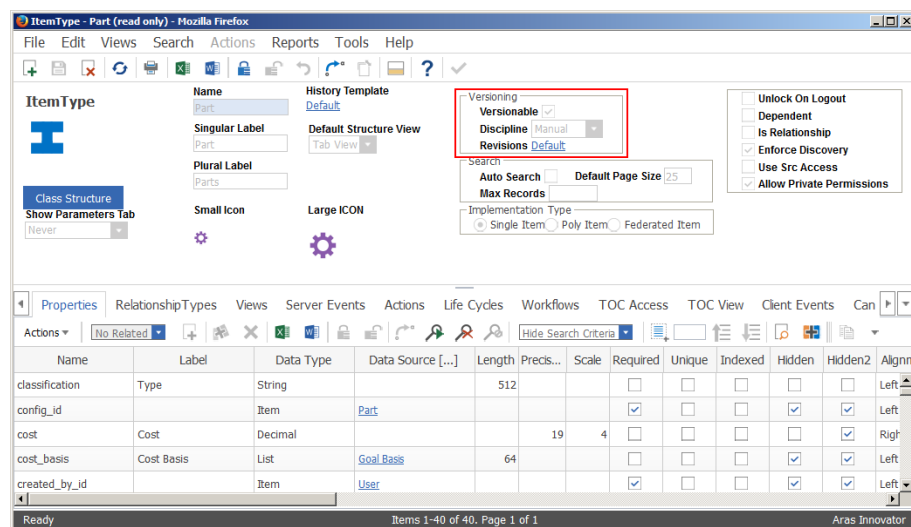 ItemType - Part (read only) - Mozilla Firefox
File Edit Views Search Actions Reports Tools Help
ItemType
Class Structure
Show Parameters Tab
Never
Name
Part
Singular Label
Part
Plural Label
Parts
Small Icon
History Template
Default
Default Structure View
Tab View
Large ICON
Versioning
Versionable
Discipline Manual
Revisions Default
Search
Auto Search Default Page Size 25
Max Records
Implementation Type
Single Item Poly Item Federated Item
Unlock On Logout
Dependent
Is Relationship
Enforce Discovery
Use Src Access
Allow Private Permissions
Properties RelationshipTypes Views Server Events Actions Life Cycles Workflows TOC Access TOC View Client Events Can
Actions No Related Hide Search Criteria
Name Label Data Type Data Source [...] Length Precis... Scale Required Unique Indexed Hidden Hidden2 Alignn
classification Type String 512 Left
config_id Item Part Left
cost Cost Decimal 19 4 Righ
cost_basis Cost Basis List Goal Basis 64 Left
created_by_id Item User Left
Ready Items 1-40 of 40. Page 1 of 1 Aras Innovator